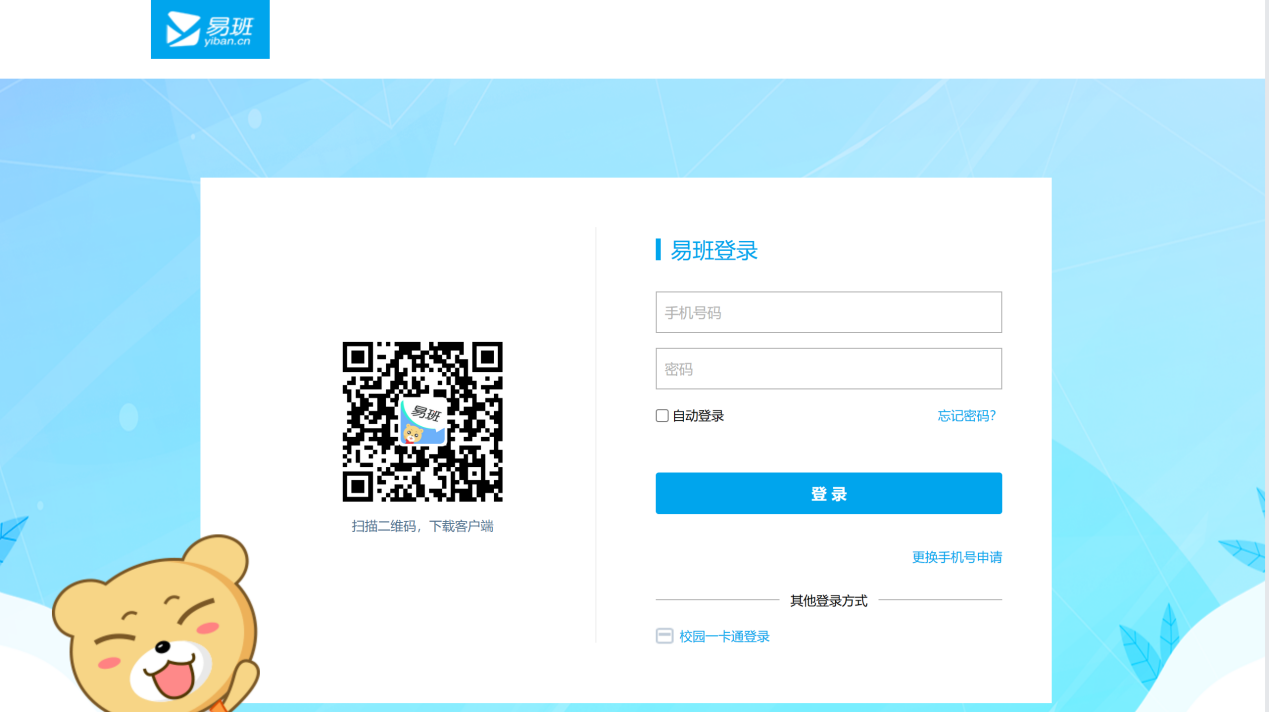 易班
yiban.cn
易班登录
手机号码
密码
自动登录
忘记密码?
易班
登 录
扫描二维码，下载客户端
更换手机号申请
其他登录方式
校园一卡通登录